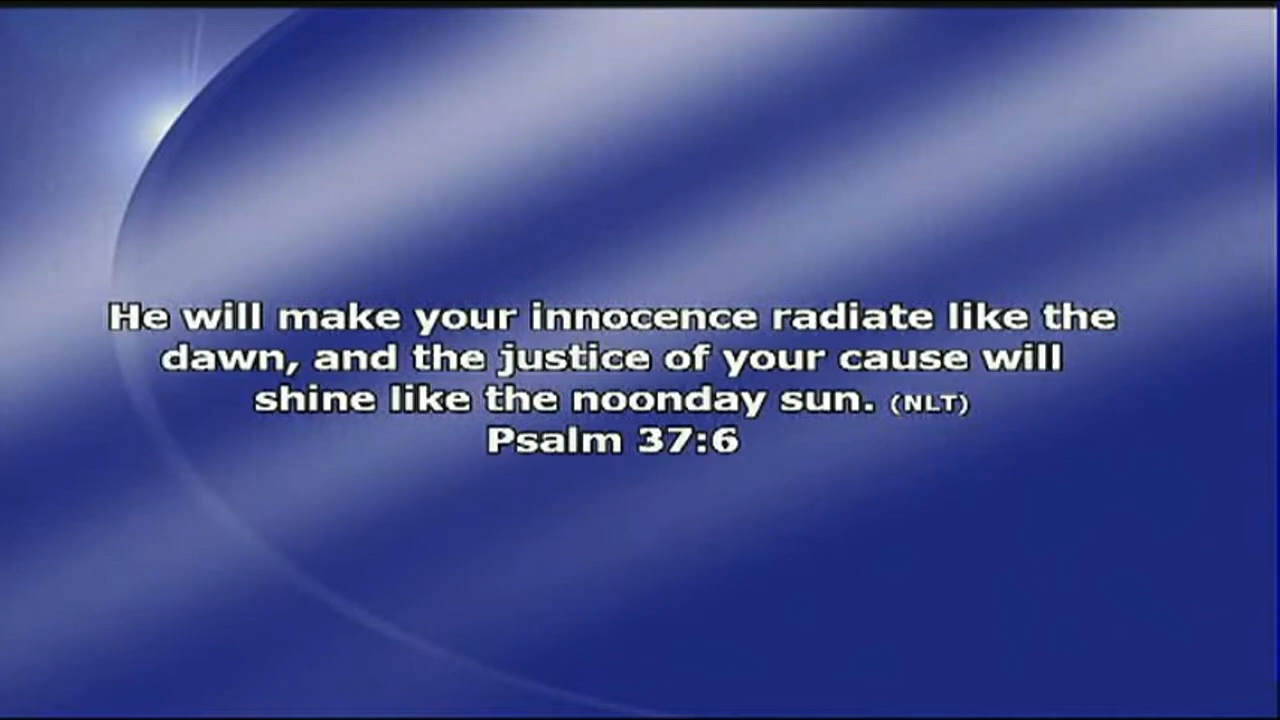 He will make your innocence radiate like the
dawn, and the justice of your cause will
shine like the noonday sun. (NLT)
Psalm 37:6